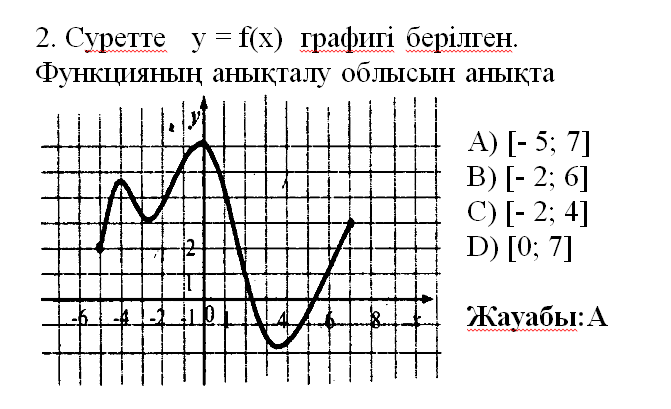 2. Суретте у = f(x) графигі берілген.
Функцияның анықталу облысын анықта
A) [- 5; 7]
B) [- 2; 6]
C) [- 2; 4]
D) [0; 7]
Жауабы:А
у
2
1
-6 -4 -2 -1 0 1 4 6 8 x